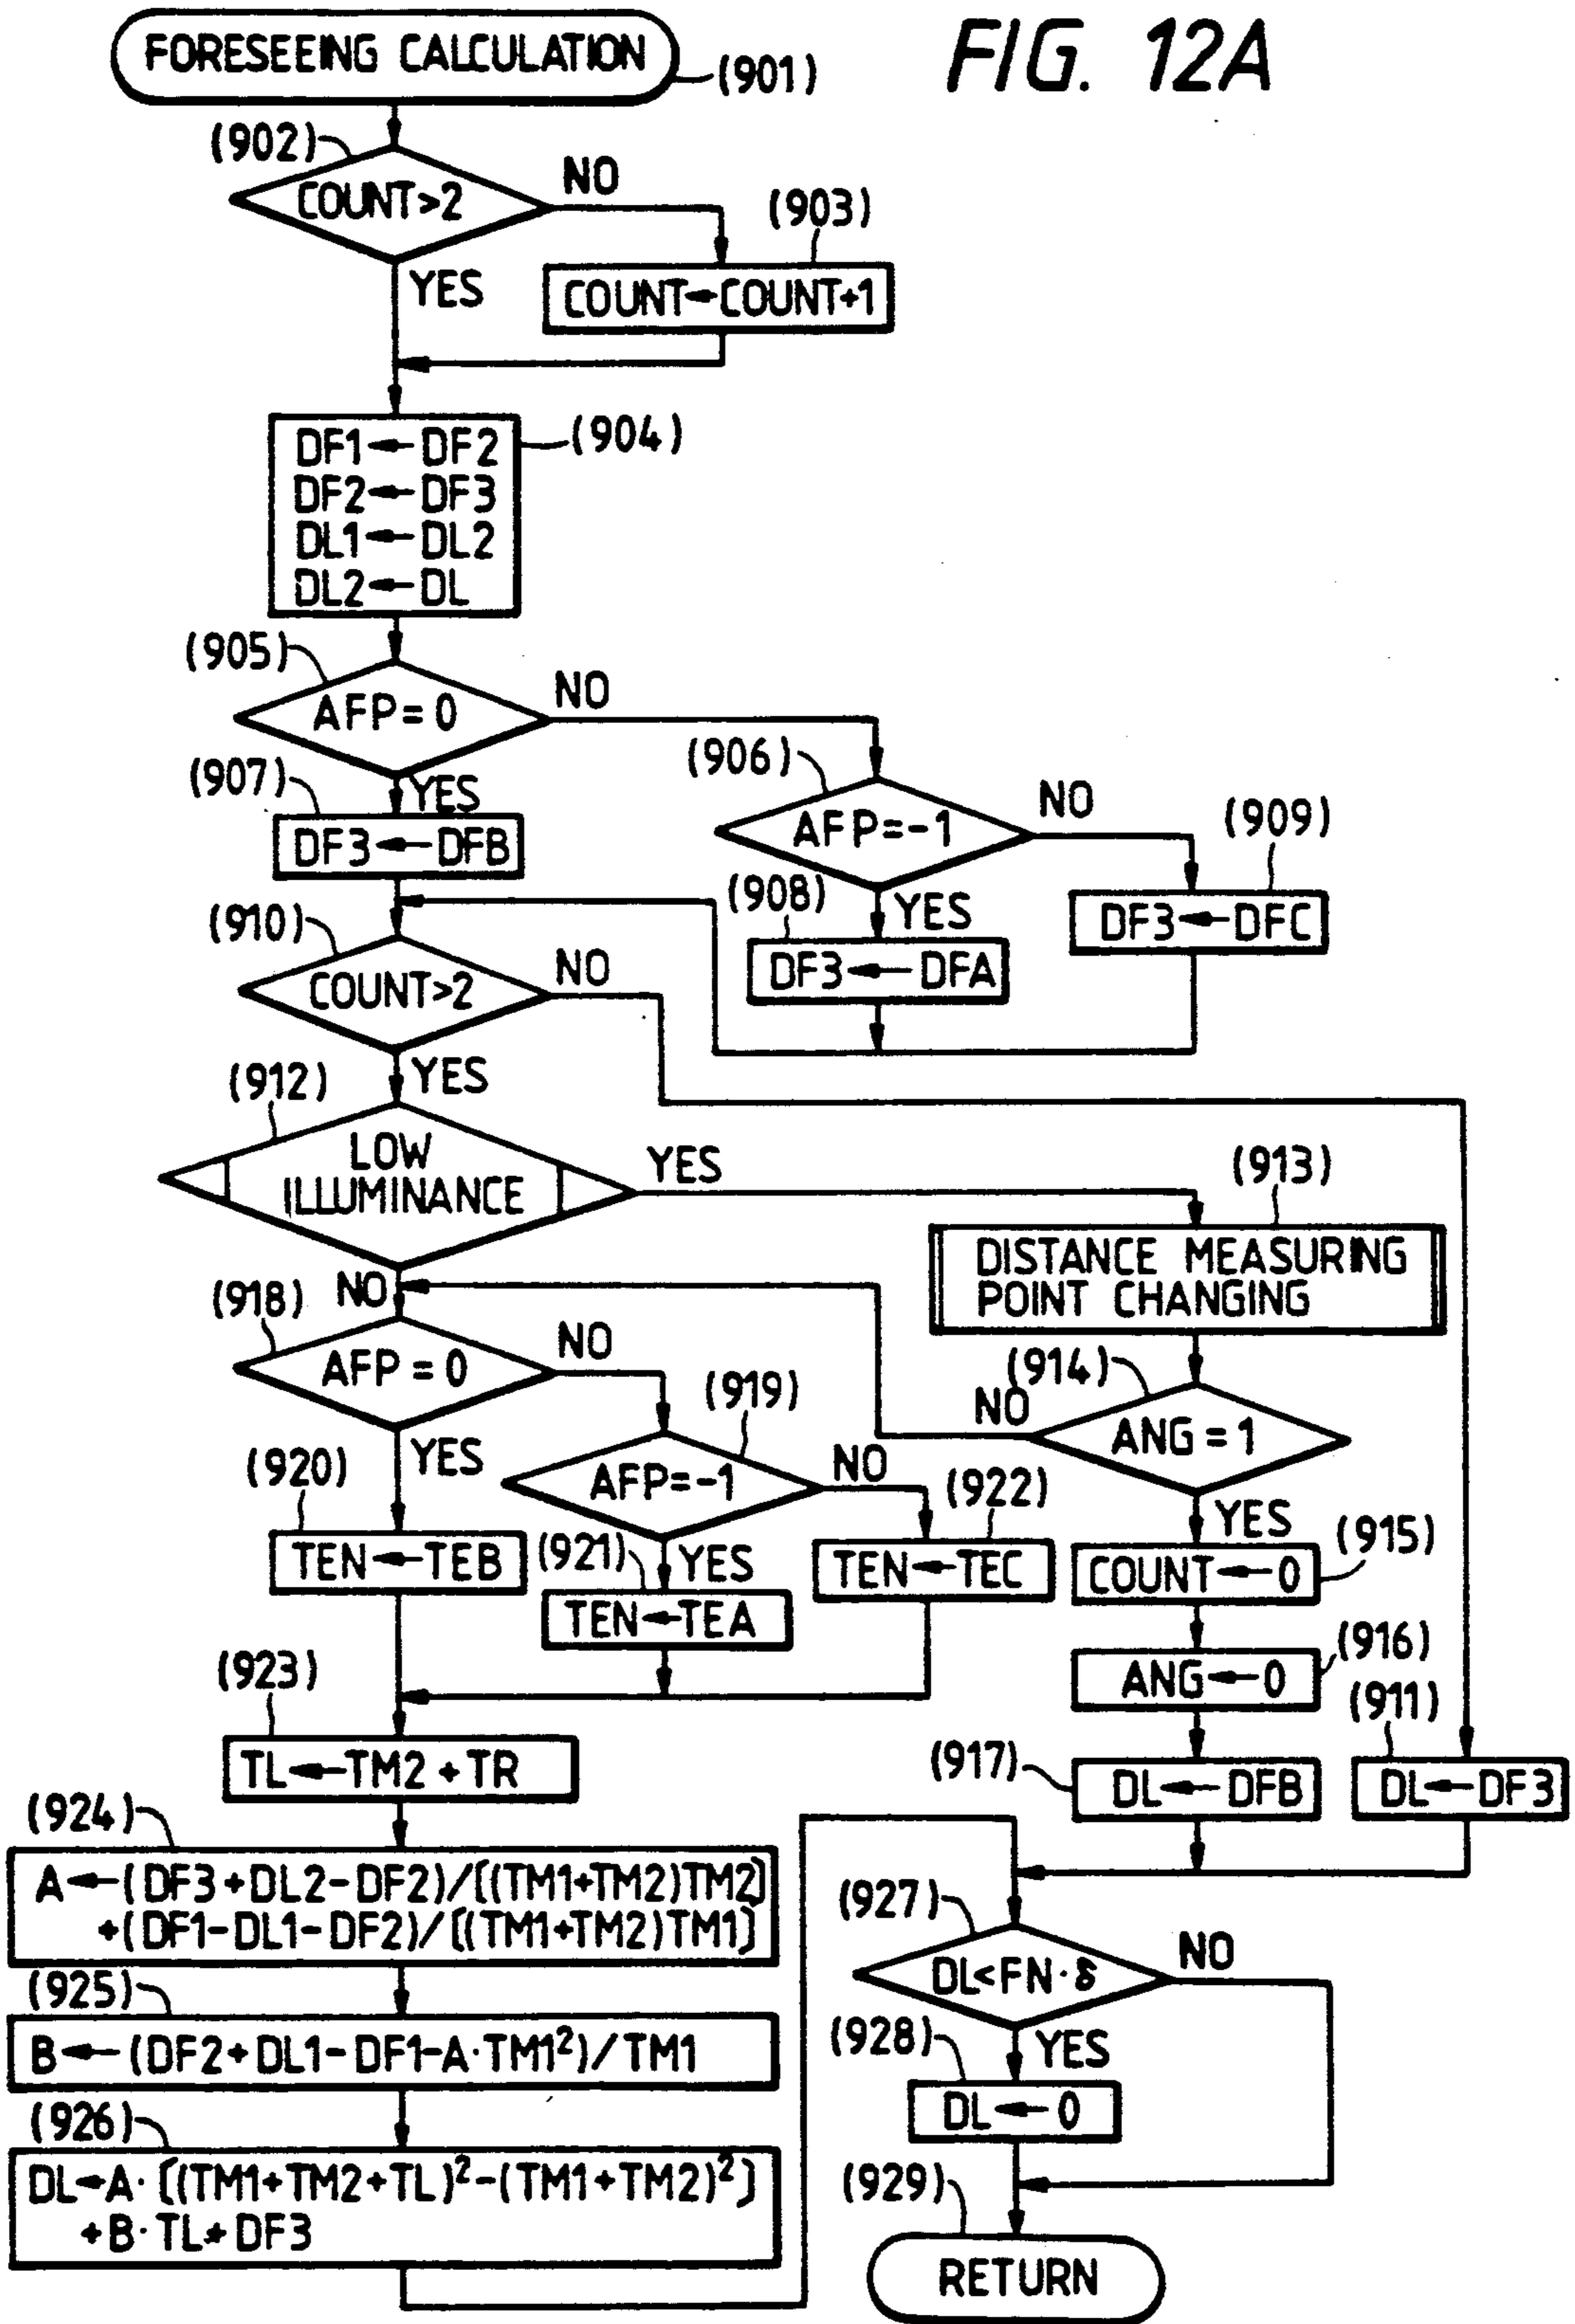 FORESEEING CALCULATION
(901)
FIG. 12A
(902)
COUNT>2
NO
YES
(903)
COUNT←COUNT+1
DF1←DF2
DF2←DF3
DL1←DL2
DL2←DL
(904)
(905)
AFP=0
NO
YES
(907)
DF3←DFB
(906)
AFP=-1
NO
YES
(909)
DF3←DFC
(908)
DF3←DFA
(910)
COUNT>2
NO
YES
(912)
LOW
ILLUMINANCE
YES
NO
(913)
DISTANCE MEASURING
POINT CHANGING
(914)
ANG=1
NO
YES
(915)
COUNT←0
(916)
ANG←0
(917)
DL←DFB
(911)
DL←DF3
(918)
AFP=0
NO
YES
(919)
AFP=-1
NO
YES
(920)
TEN←TEB
(921)
TEN←TEA
(922)
TEN←TEC
(923)
TL←TM2+TR
(924)
A←(DF3+DL2-DF2)/[(TM1+TM2)TM2]
+(DF1-DL1-DF2)/[(TM1+TM2)TM1]
(925)
B←(DF2+DL1-DF1-A·TM1²)/TM1
(926)
DL←A·[(TM1+TM2+TL)²-(TM1+TM2)²]
+B·TL+DF3
(927)
DL<FN·δ
NO
YES
(928)
DL←0
(929)
RETURN